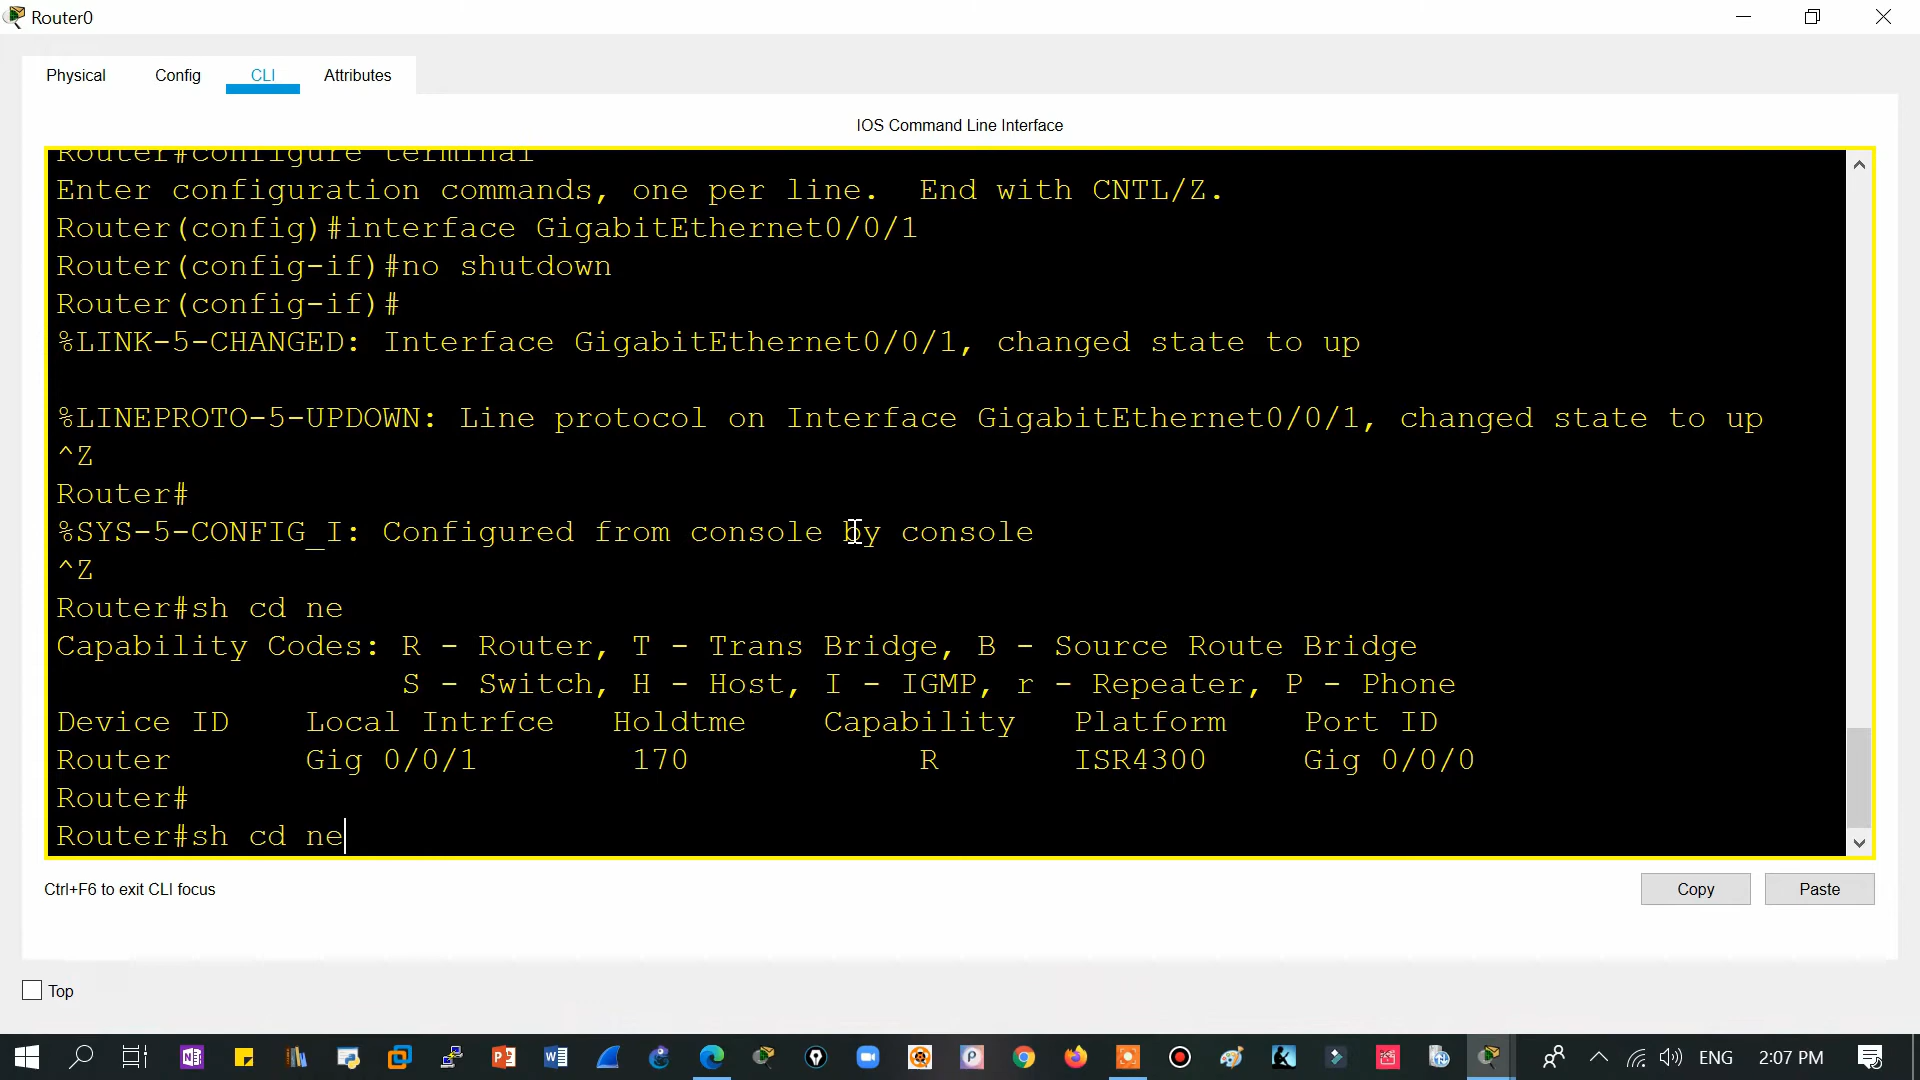 Router0
Physical Config CLI Attributes
IOS Command Line Interface
Router#configure terminal
Enter configuration commands, one per line.  End with CNTL/Z.
Router(config)#interface GigabitEthernet0/0/1
Router(config-if)#no shutdown
Router(config-if)#
%LINK-5-CHANGED: Interface GigabitEthernet0/0/1, changed state to up
%LINEPROTO-5-UPDOWN: Line protocol on Interface GigabitEthernet0/0/1, changed state to up
^Z
Router#
%SYS-5-CONFIG_I: Configured from console by console
^Z
Router#sh cd ne
Capability Codes: R - Router, T - Trans Bridge, B - Source Route Bridge
S - Switch, H - Host, I - IGMP, r - Repeater, P - Phone
Device ID Local Intrfce Holdtme Capability Platform Port ID
Router Gig 0/0/1 170 R ISR4300 Gig 0/0/0
Router#
Router#sh cd ne
Ctrl+F6 to exit CLI focus
Copy Paste
Top
ENG 2:07 PM